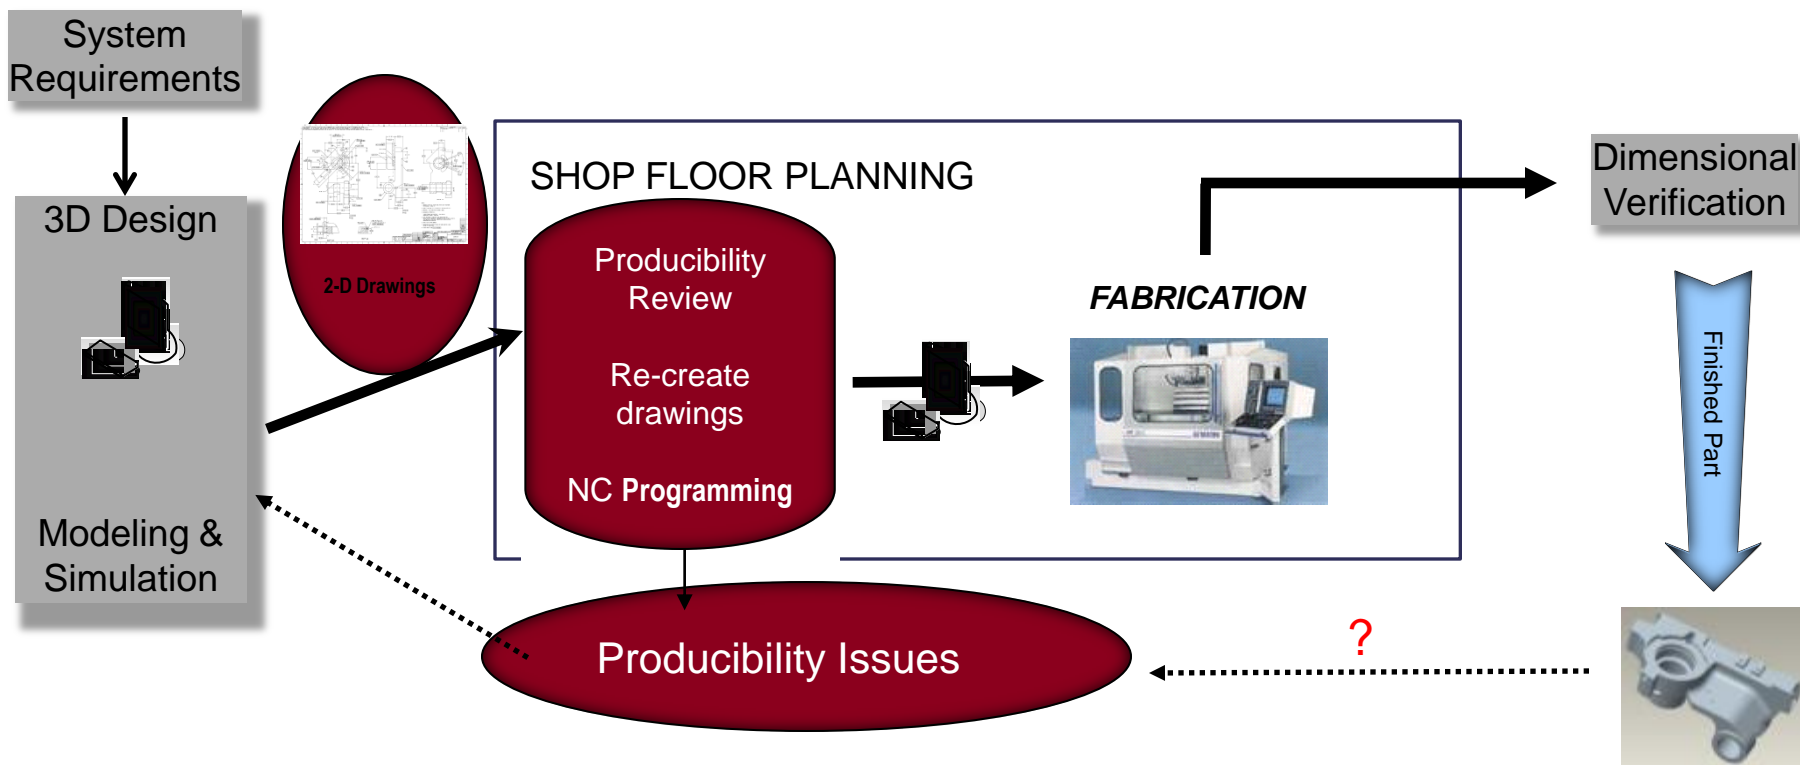 System
Requirements
3D Design
Modeling &
Simulation
2-D Drawings
SHOP FLOOR PLANNING
Producibility
Review
Re-create
drawings
NC Programming
FABRICATION
Dimensional
Verification
Finished Part
Producibility Issues
?